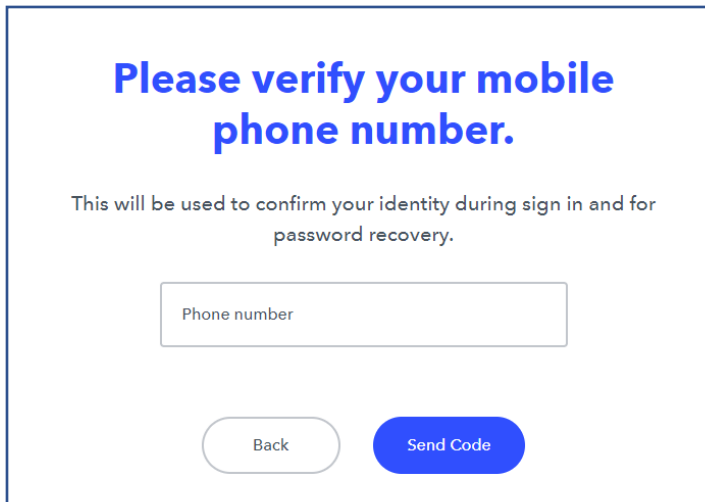 Please verify your mobile
phone number.
This will be used to confirm your identity during sign in and for
password recovery.
Phone number
Back
Send Code